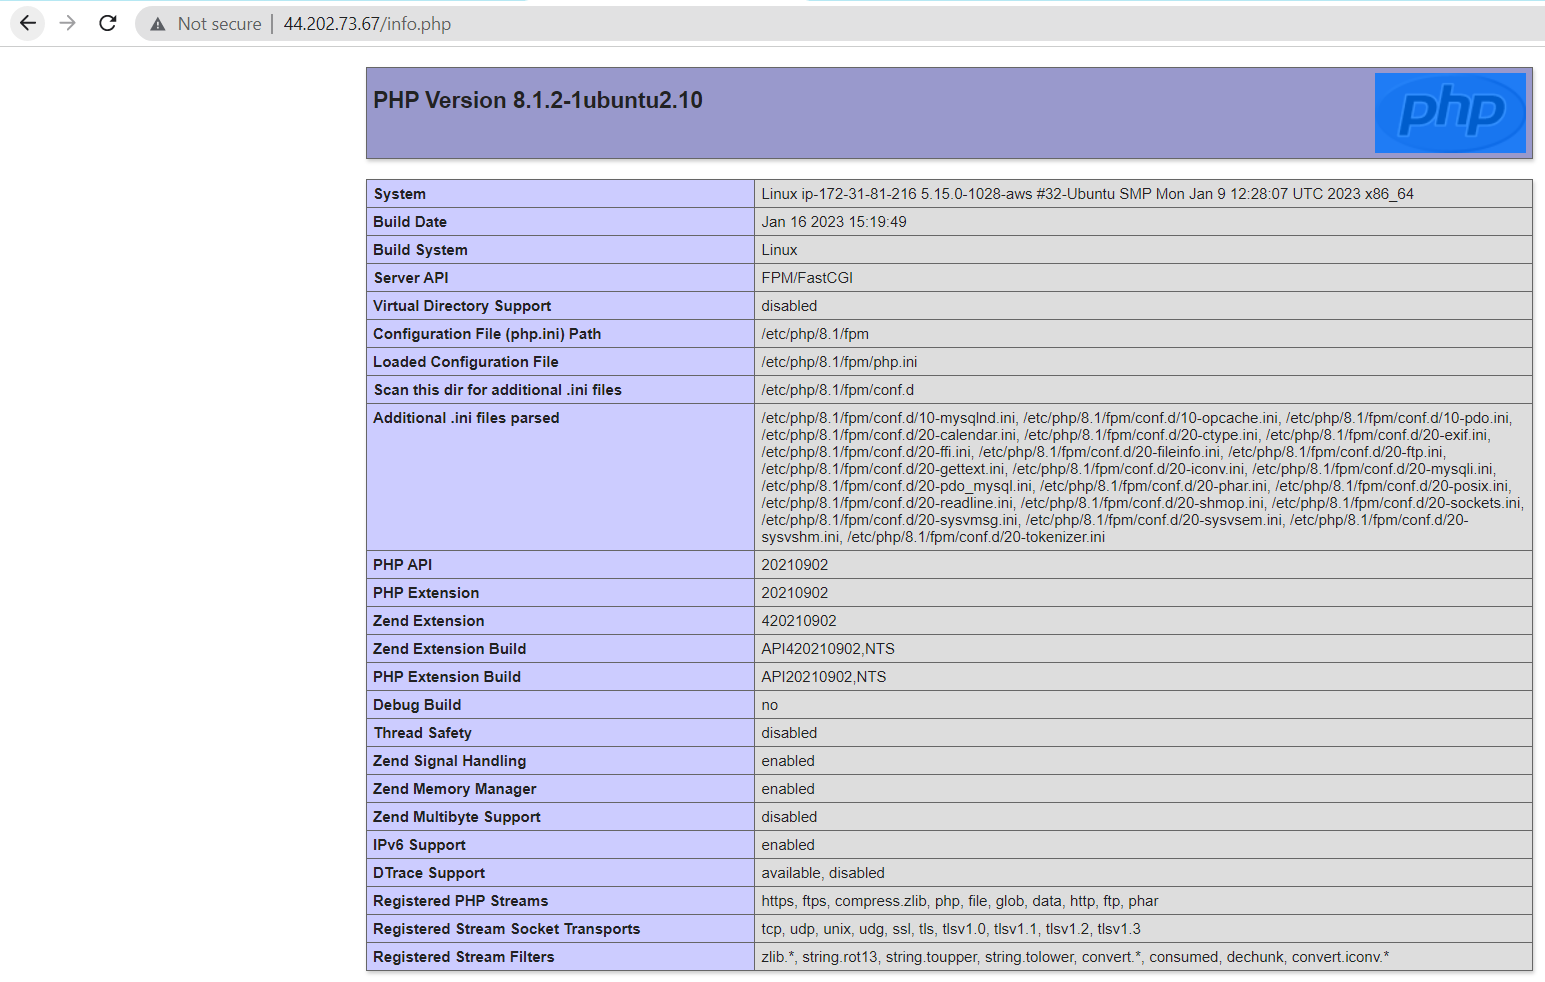 Not secure | 44.202.73.67/info.php
PHP Version 8.1.2-1ubuntu2.10
php
System Linux ip-172-31-81-216 5.15.0-1028-aws #32-Ubuntu SMP Mon Jan 9 12:28:07 UTC 2023 x86_64
Build Date Jan 16 2023 15:19:49
Build System Linux
Server API FPM/FastCGI
Virtual Directory Support disabled
Configuration File (php.ini) Path /etc/php/8.1/fpm
Loaded Configuration File /etc/php/8.1/fpm/php.ini
Scan this dir for additional .ini files /etc/php/8.1/fpm/conf.d
Additional .ini files parsed /etc/php/8.1/fpm/conf.d/10-mysqlnd.ini, /etc/php/8.1/fpm/conf.d/10-opcache.ini, /etc/php/8.1/fpm/conf.d/10-pdo.ini,
/etc/php/8.1/fpm/conf.d/20-calendar.ini, /etc/php/8.1/fpm/conf.d/20-ctype.ini, /etc/php/8.1/fpm/conf.d/20-exif.ini,
/etc/php/8.1/fpm/conf.d/20-ffi.ini, /etc/php/8.1/fpm/conf.d/20-fileinfo.ini, /etc/php/8.1/fpm/conf.d/20-ftp.ini,
/etc/php/8.1/fpm/conf.d/20-gettext.ini, /etc/php/8.1/fpm/conf.d/20-iconv.ini, /etc/php/8.1/fpm/conf.d/20-mysqli.ini,
/etc/php/8.1/fpm/conf.d/20-pdo_mysql.ini, /etc/php/8.1/fpm/conf.d/20-phar.ini, /etc/php/8.1/fpm/conf.d/20-posix.ini,
/etc/php/8.1/fpm/conf.d/20-readline.ini, /etc/php/8.1/fpm/conf.d/20-shmop.ini, /etc/php/8.1/fpm/conf.d/20-sockets.ini,
/etc/php/8.1/fpm/conf.d/20-sysvmsg.ini, /etc/php/8.1/fpm/conf.d/20-sysvsem.ini, /etc/php/8.1/fpm/conf.d/20-
sysvshm.ini, /etc/php/8.1/fpm/conf.d/20-tokenizer.ini
PHP API 20210902
PHP Extension 20210902
Zend Extension 420210902
Zend Extension Build API420210902,NTS
PHP Extension Build API20210902,NTS
Debug Build no
Thread Safety disabled
Zend Signal Handling enabled
Zend Memory Manager enabled
Zend Multibyte Support disabled
IPv6 Support enabled
DTrace Support available, disabled
Registered PHP Streams https, ftps, compress.zlib, php, file, glob, data, http, ftp, phar
Registered Stream Socket Transports tcp, udp, unix, udg, ssl, tls, tlsv1.0, tlsv1.1, tlsv1.2, tlsv1.3
Registered Stream Filters zlib.*, string.rot13, string.toupper, string.tolower, convert.*, consumed, dechunk, convert.iconv.*